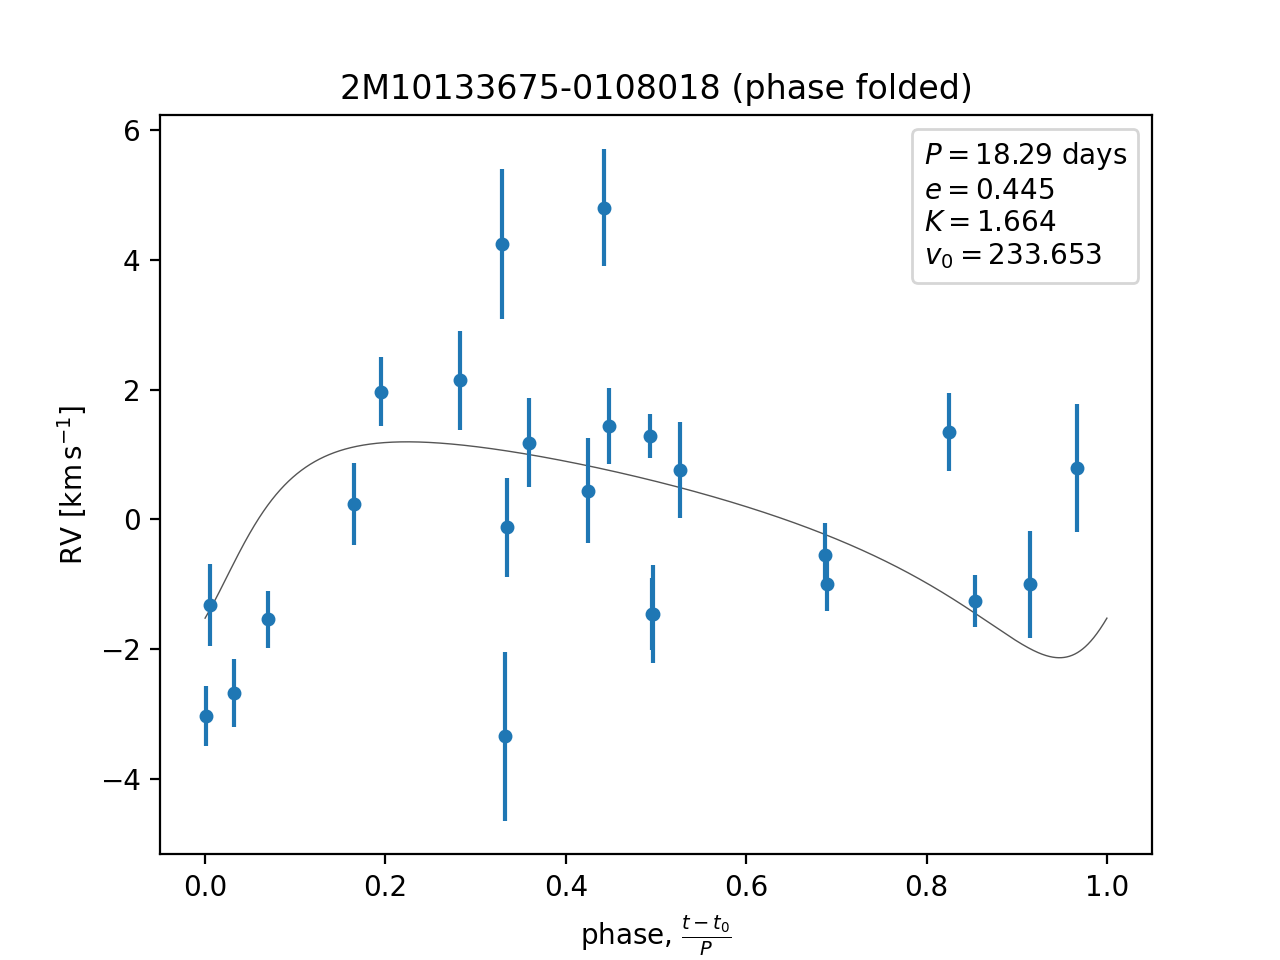 2M10133675-0108018 (phase folded)
P = 18.29 days
e = 0.445
K = 1.664
v₀ = 233.653
6
4
2
0
−2
−4
RV [km s⁻¹]
0.0 0.2 0.4 0.6 0.8 1.0
phase, (t − t₀)/P